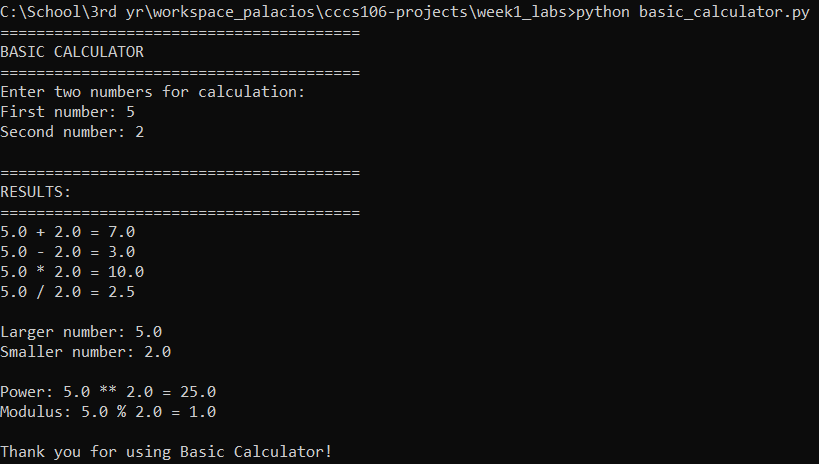 C:\School\3rd yr\workspace_palacios\cccs106-projects\week1_labs>python basic_calculator.py
========================================
BASIC CALCULATOR
========================================
Enter two numbers for calculation:
First number: 5
Second number: 2
========================================
RESULTS:
========================================
5.0 + 2.0 = 7.0
5.0 - 2.0 = 3.0
5.0 * 2.0 = 10.0
5.0 / 2.0 = 2.5
Larger number: 5.0
Smaller number: 2.0
Power: 5.0 ** 2.0 = 25.0
Modulus: 5.0 % 2.0 = 1.0
Thank you for using Basic Calculator!